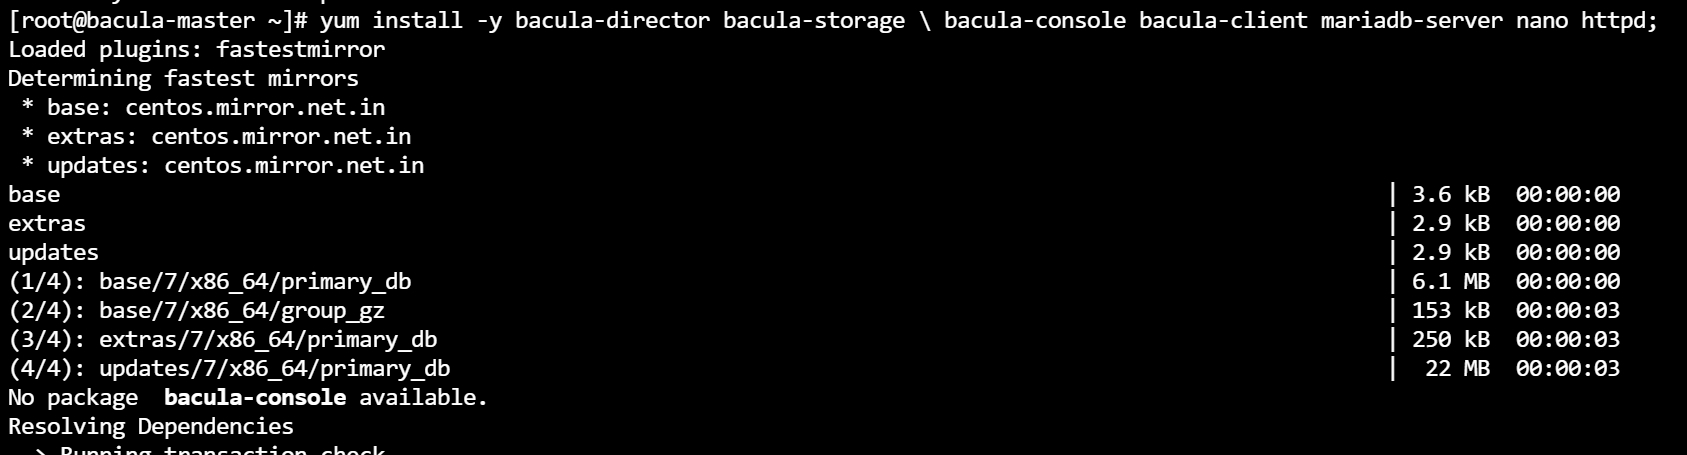 [root@bacula-master ~]# yum install -y bacula-director bacula-storage \ bacula-console bacula-client mariadb-server nano httpd;
Loaded plugins: fastestmirror
Determining fastest mirrors
 * base: centos.mirror.net.in
 * extras: centos.mirror.net.in
 * updates: centos.mirror.net.in
base | 3.6 kB 00:00:00
extras | 2.9 kB 00:00:00
updates | 2.9 kB 00:00:00
(1/4): base/7/x86_64/primary_db | 6.1 MB 00:00:00
(2/4): base/7/x86_64/group_gz | 153 kB 00:00:03
(3/4): extras/7/x86_64/primary_db | 250 kB 00:00:03
(4/4): updates/7/x86_64/primary_db | 22 MB 00:00:03
No package  bacula-console available.
Resolving Dependencies
--> Running transaction check